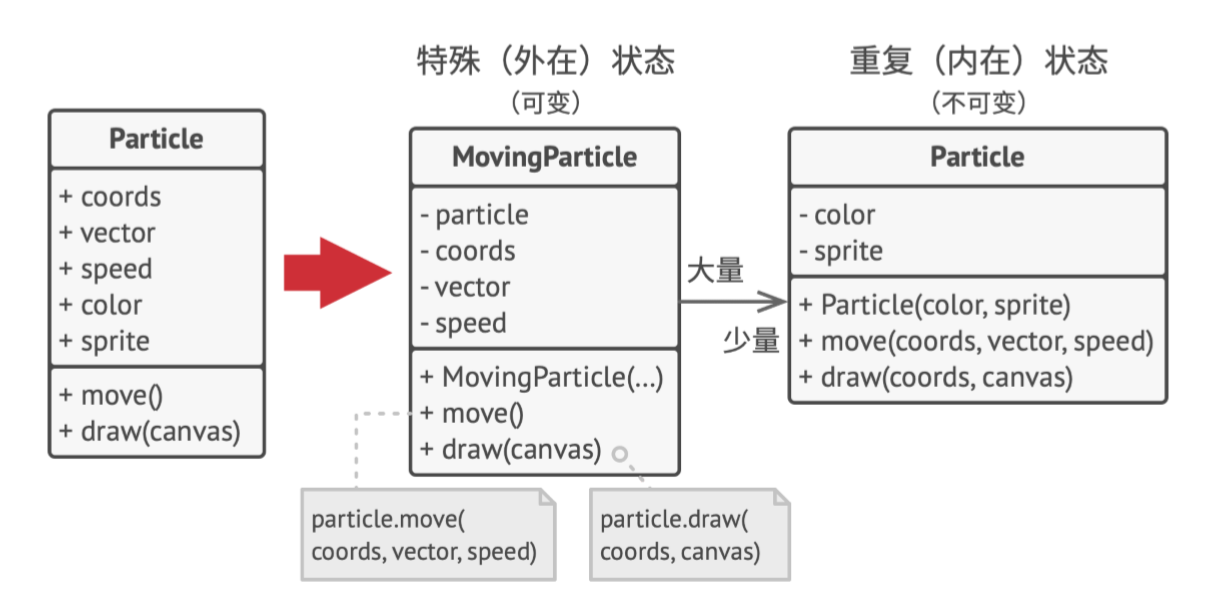 Particle
+ coords
+ vector
+ speed
+ color
+ sprite
+ move()
+ draw(canvas)
特殊（外在）状态
（可变）
MovingParticle
- particle
- coords
- vector
- speed
+ MovingParticle(...)
+ move()
+ draw(canvas)
particle.move(
coords, vector, speed)
particle.draw(
coords, canvas)
大量
少量
重复（内在）状态
（不可变）
Particle
- color
- sprite
+ Particle(color, sprite)
+ move(coords, vector, speed)
+ draw(coords, canvas)